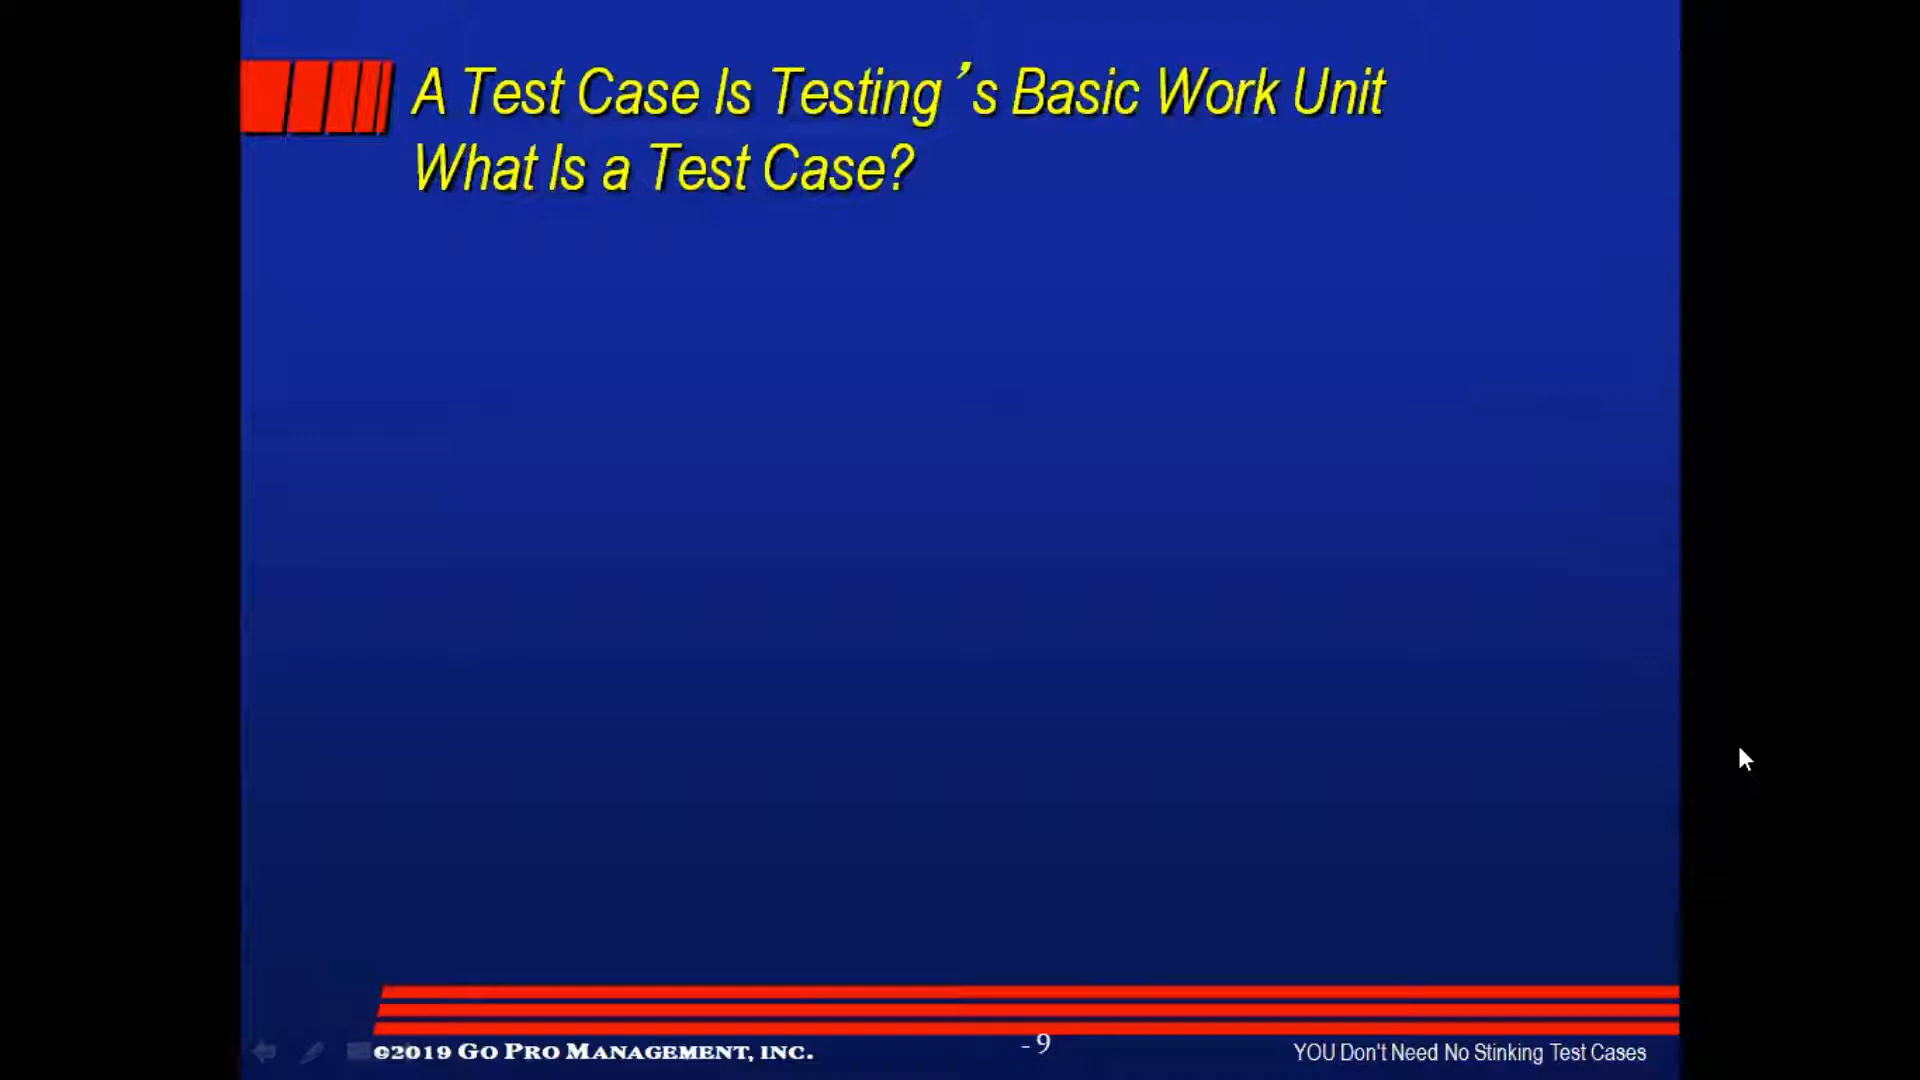 A Test Case Is Testing’s Basic Work Unit
What Is a Test Case?
©2019 GO PRO MANAGEMENT, INC.
- 9
YOU Don't Need No Stinking Test Cases